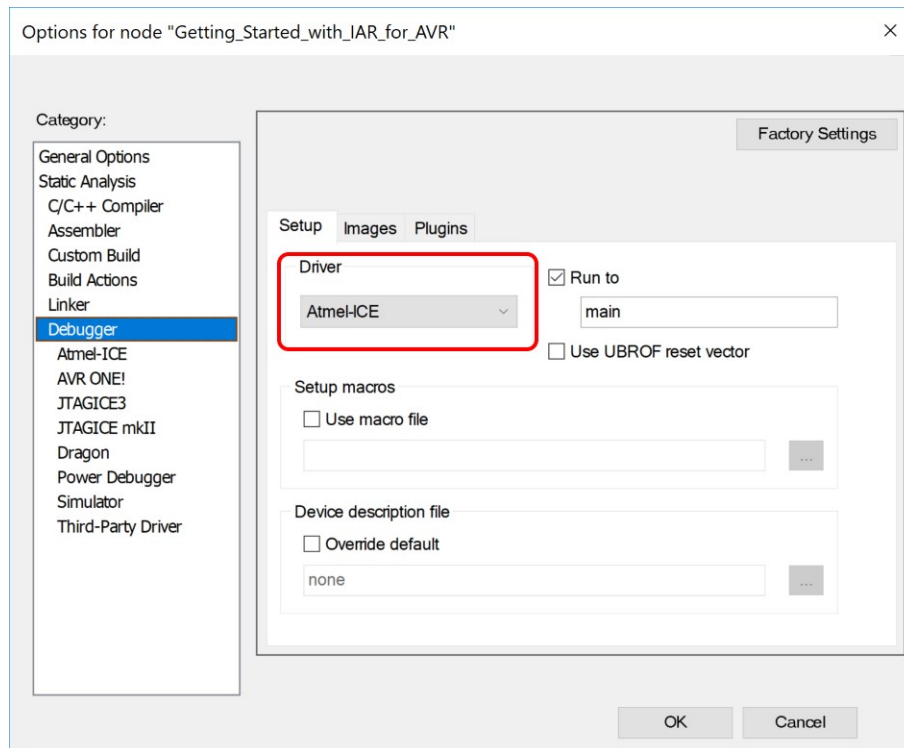 Options for node "Getting_Started_with_IAR_for_AVR"
Category:
Factory Settings
General Options
Static Analysis
C/C++ Compiler
Assembler
Custom Build
Build Actions
Linker
Debugger
Atmel-ICE
AVR ONE!
JTAGICE3
JTAGICE mkII
Dragon
Power Debugger
Simulator
Third-Party Driver
Setup Images Plugins
Driver
Atmel-ICE
Run to
main
Use UBROF reset vector
Setup macros
Use macro file
...
Device description file
Override default
none
...
OK Cancel